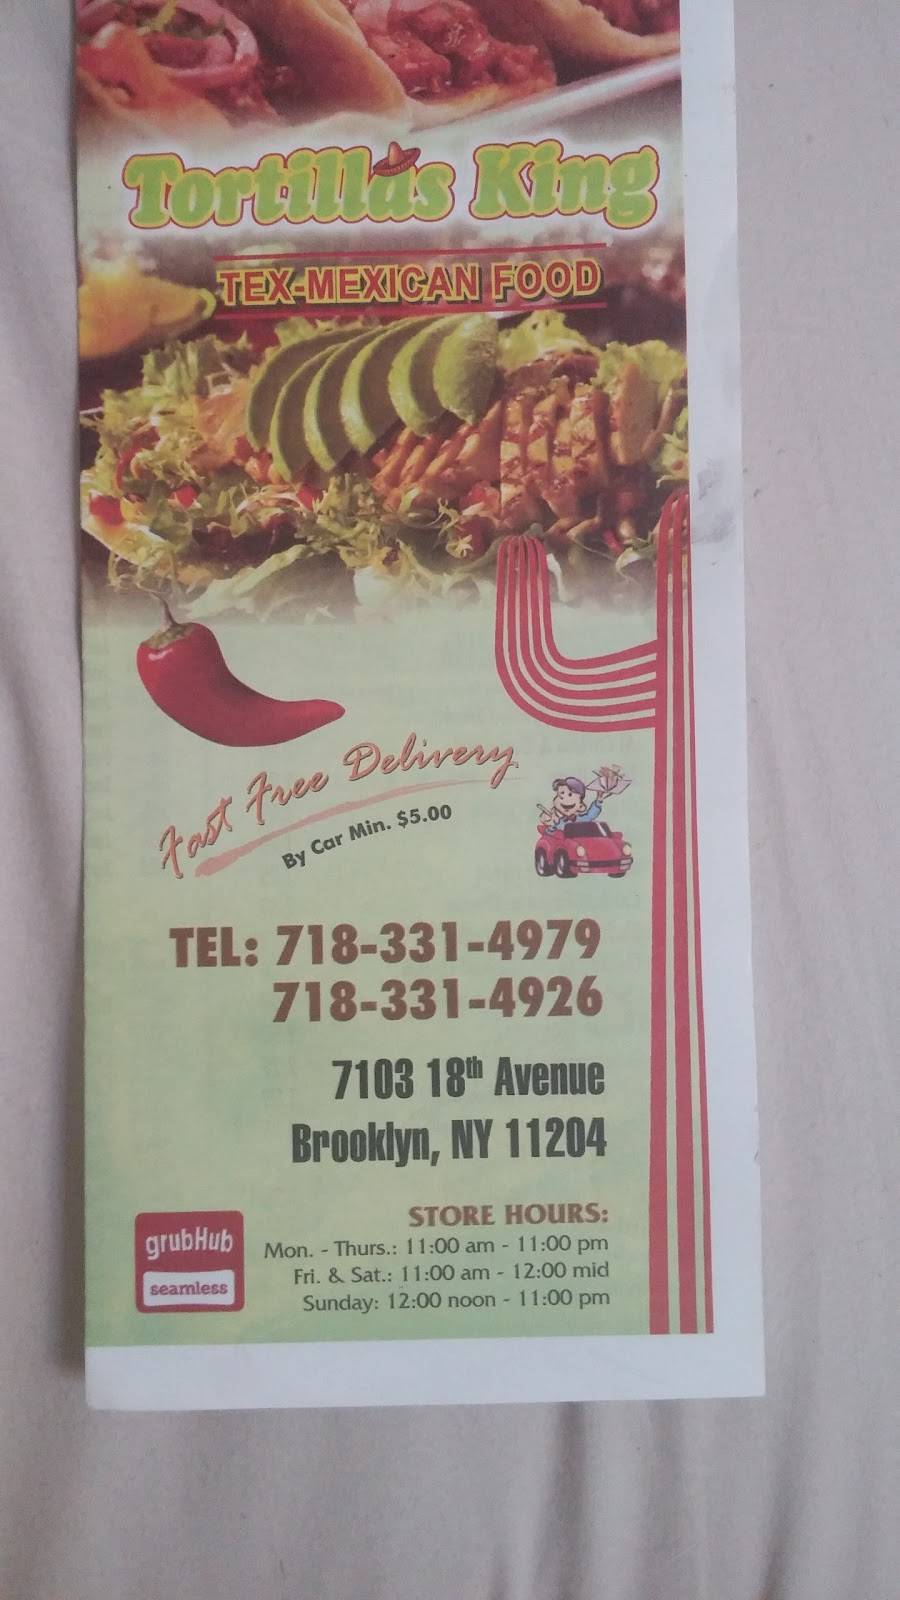 Tortillas King
TEX-MEXICAN FOOD
Fast Free Delivery
By Car Min. $5.00
TEL: 718-331-4979
718-331-4926
7103 18th Avenue
Brooklyn, NY 11204
grubHub
seamless
STORE HOURS:
Mon. - Thurs.: 11:00 am - 11:00 pm
Fri. & Sat.: 11:00 am - 12:00 mid
Sunday: 12:00 noon - 11:00 pm